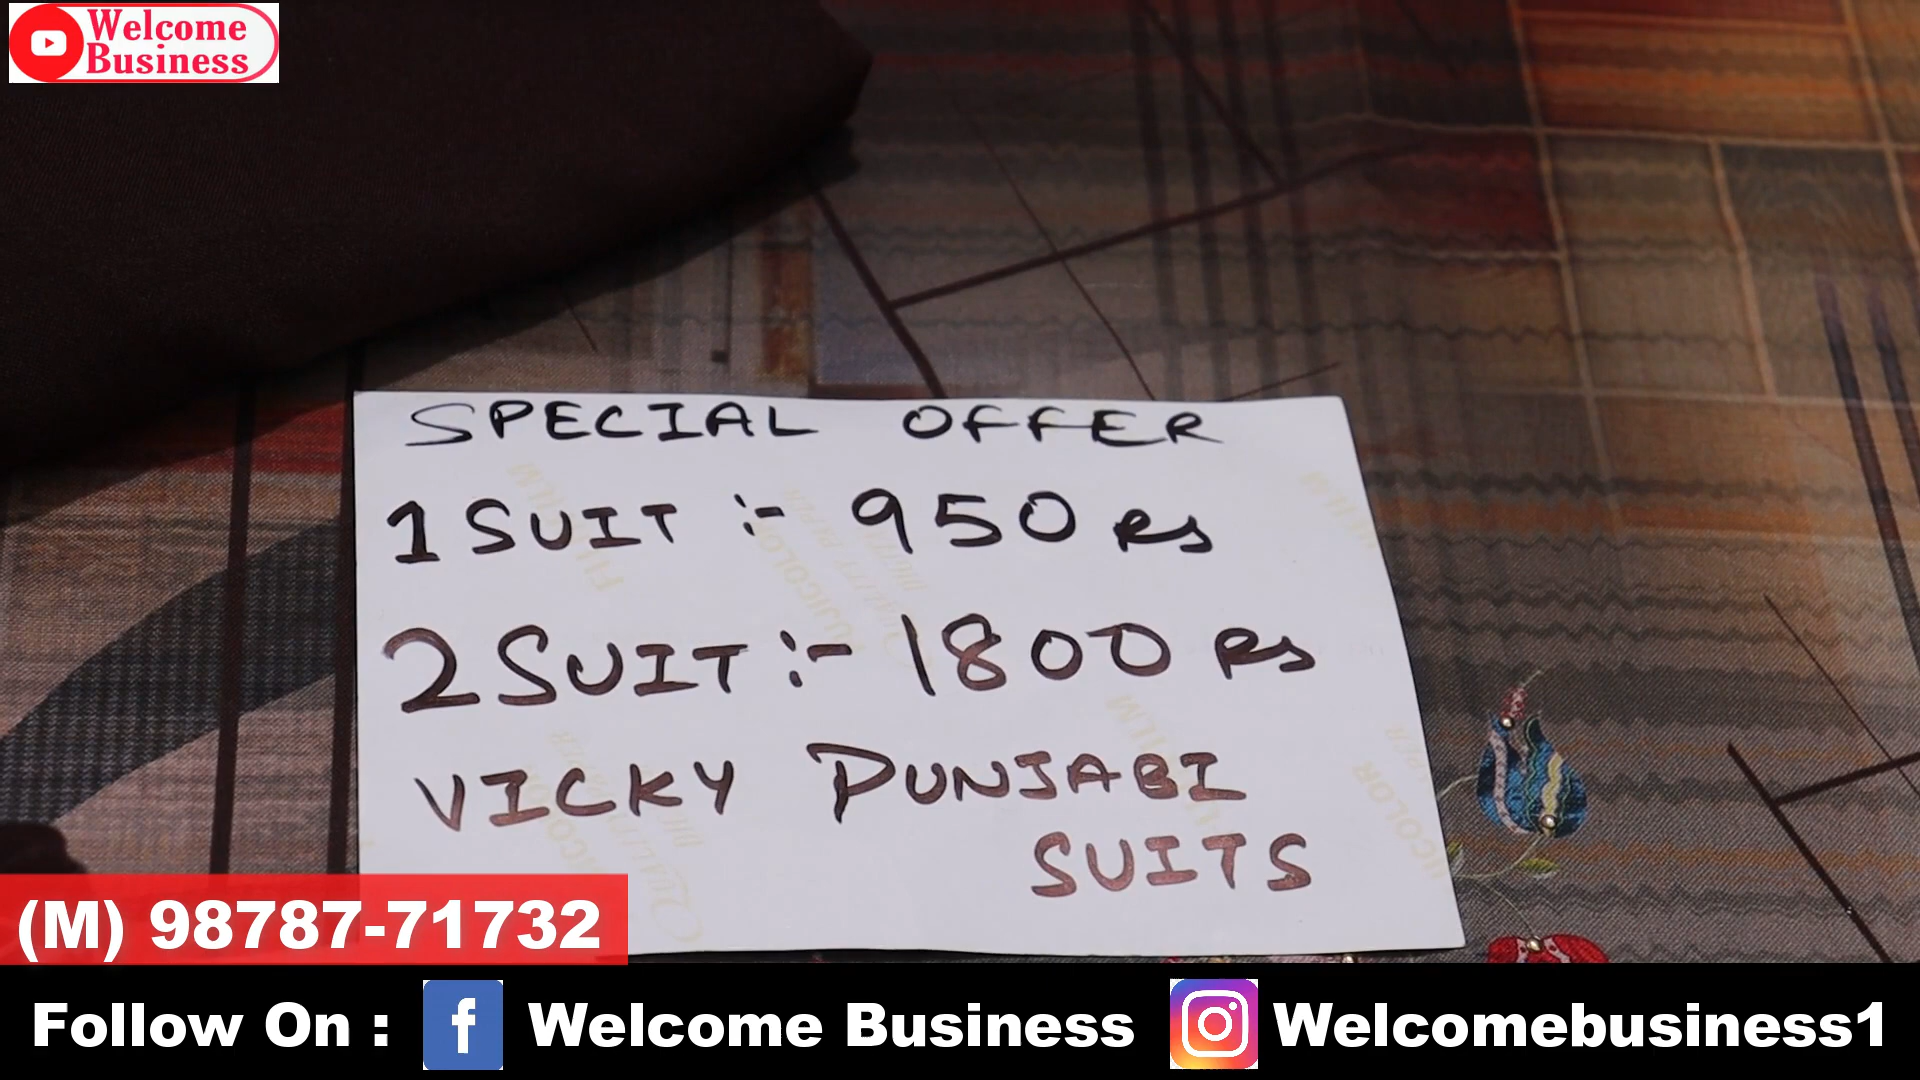 Welcome
Business
SPECIAL OFFER
1 SUIT :- 950 Rs
2 SUIT :- 1800 Rs
VICKY PUNJABI
SUITS
(M) 98787-71732
Follow On : f Welcome Business Welcomebusiness1